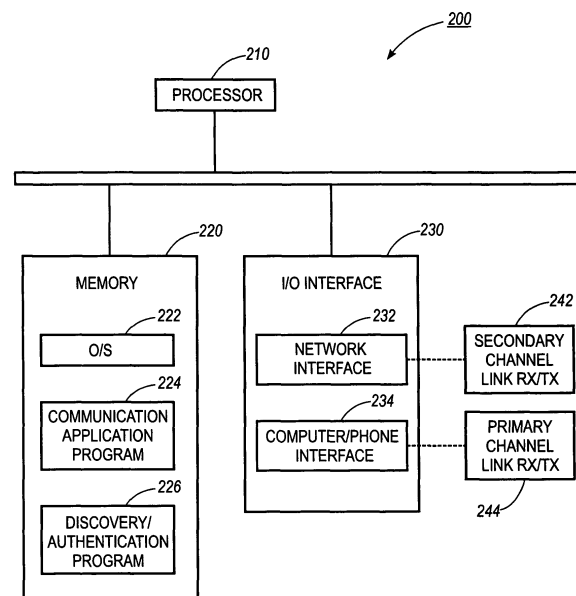 200
210
PROCESSOR
220
MEMORY
222
O/S
224
COMMUNICATION
APPLICATION
PROGRAM
226
DISCOVERY/
AUTHENTICATION
PROGRAM
230
I/O INTERFACE
232
NETWORK
INTERFACE
234
COMPUTER/PHONE
INTERFACE
242
SECONDARY
CHANNEL
LINK RX/TX
PRIMARY
CHANNEL
LINK RX/TX
244